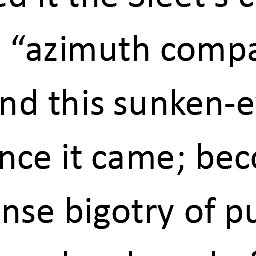 ed it the Sleet's c
"azimuth compa
nd this sunken-e
nce it came; beco
nse bigotry of pu